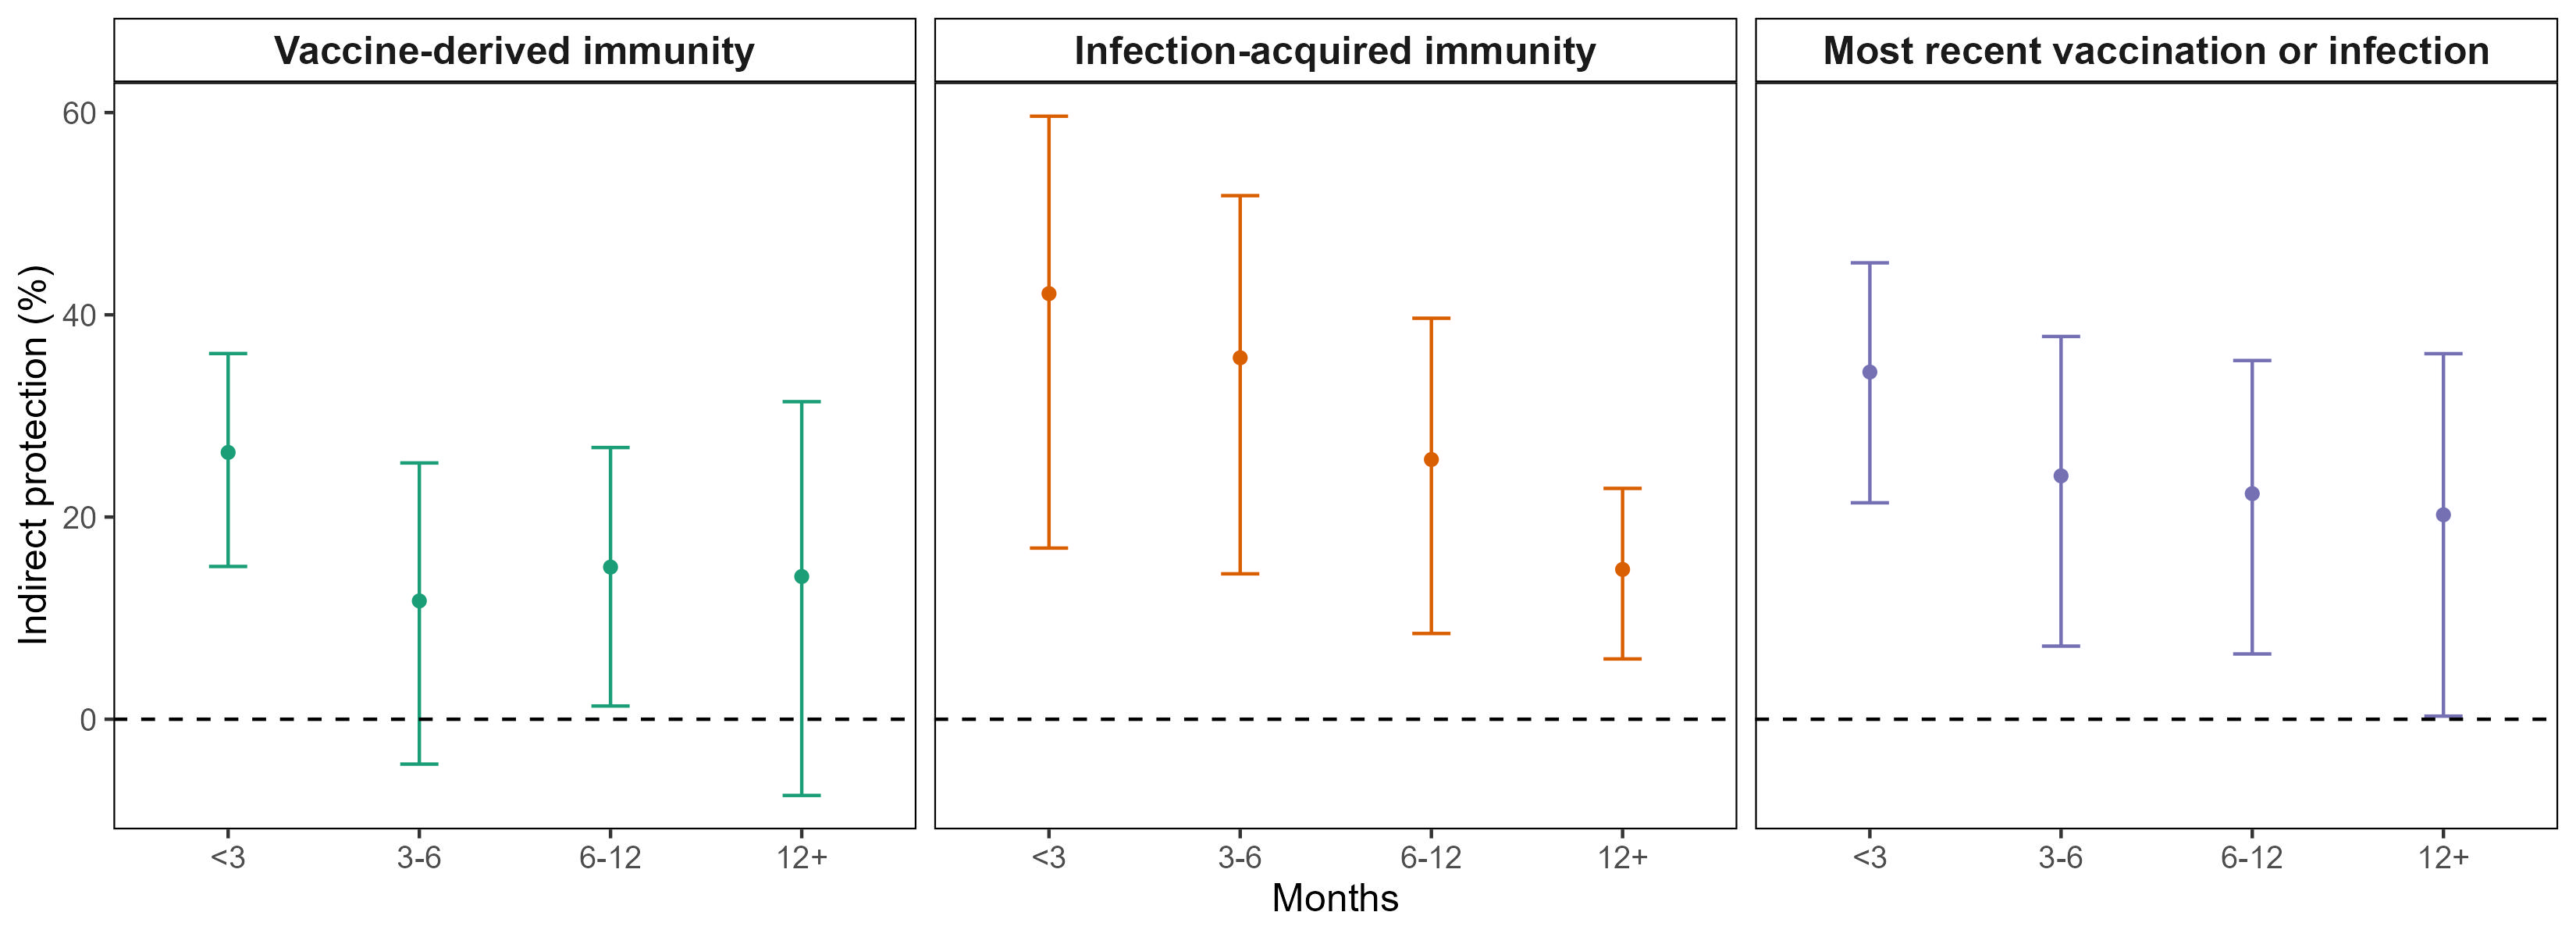 Vaccine-derived immunity
Infection-acquired immunity
Most recent vaccination or infection
Indirect protection (%)
60
40
20
0
<3 3-6 6-12 12+
<3 3-6 6-12 12+
<3 3-6 6-12 12+
Months